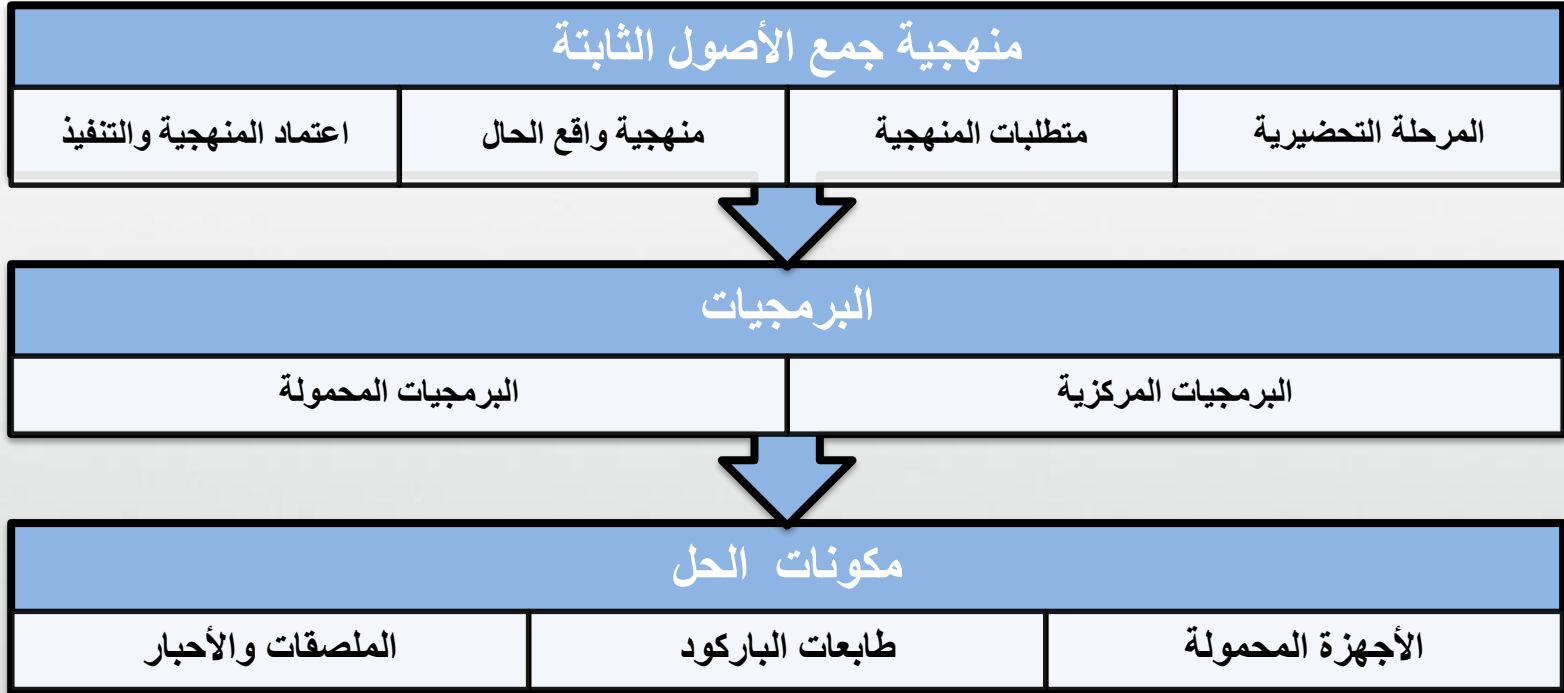 منهجية جمع الأصول الثابتة
المرحلة التحضيرية
متطلبات المنهجية
منهجية واقع الحال
اعتماد المنهجية والتنفيذ
البرمجيات
البرمجيات المركزية
البرمجيات المحمولة
مكونات الحل
الأجهزة المحمولة
طابعات الباركود
الملصقات والأحبار